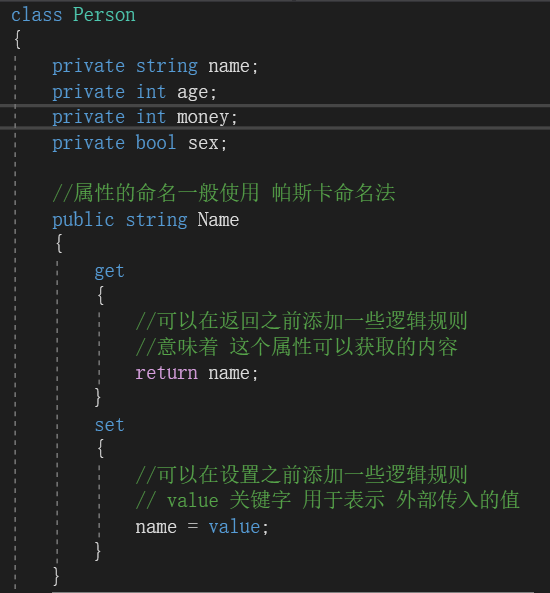 class Person
{
    private string name;
    private int age;
    private int money;
    private bool sex;

    //属性的命名一般使用 帕斯卡命名法
    public string Name
    {
        get
        {
            //可以在返回之前添加一些逻辑规则
            //意味着 这个属性可以获取的内容
            return name;
        }
        set
        {
            //可以在设置之前添加一些逻辑规则
            // value 关键字 用于表示 外部传入的值
            name = value;
        }
    }